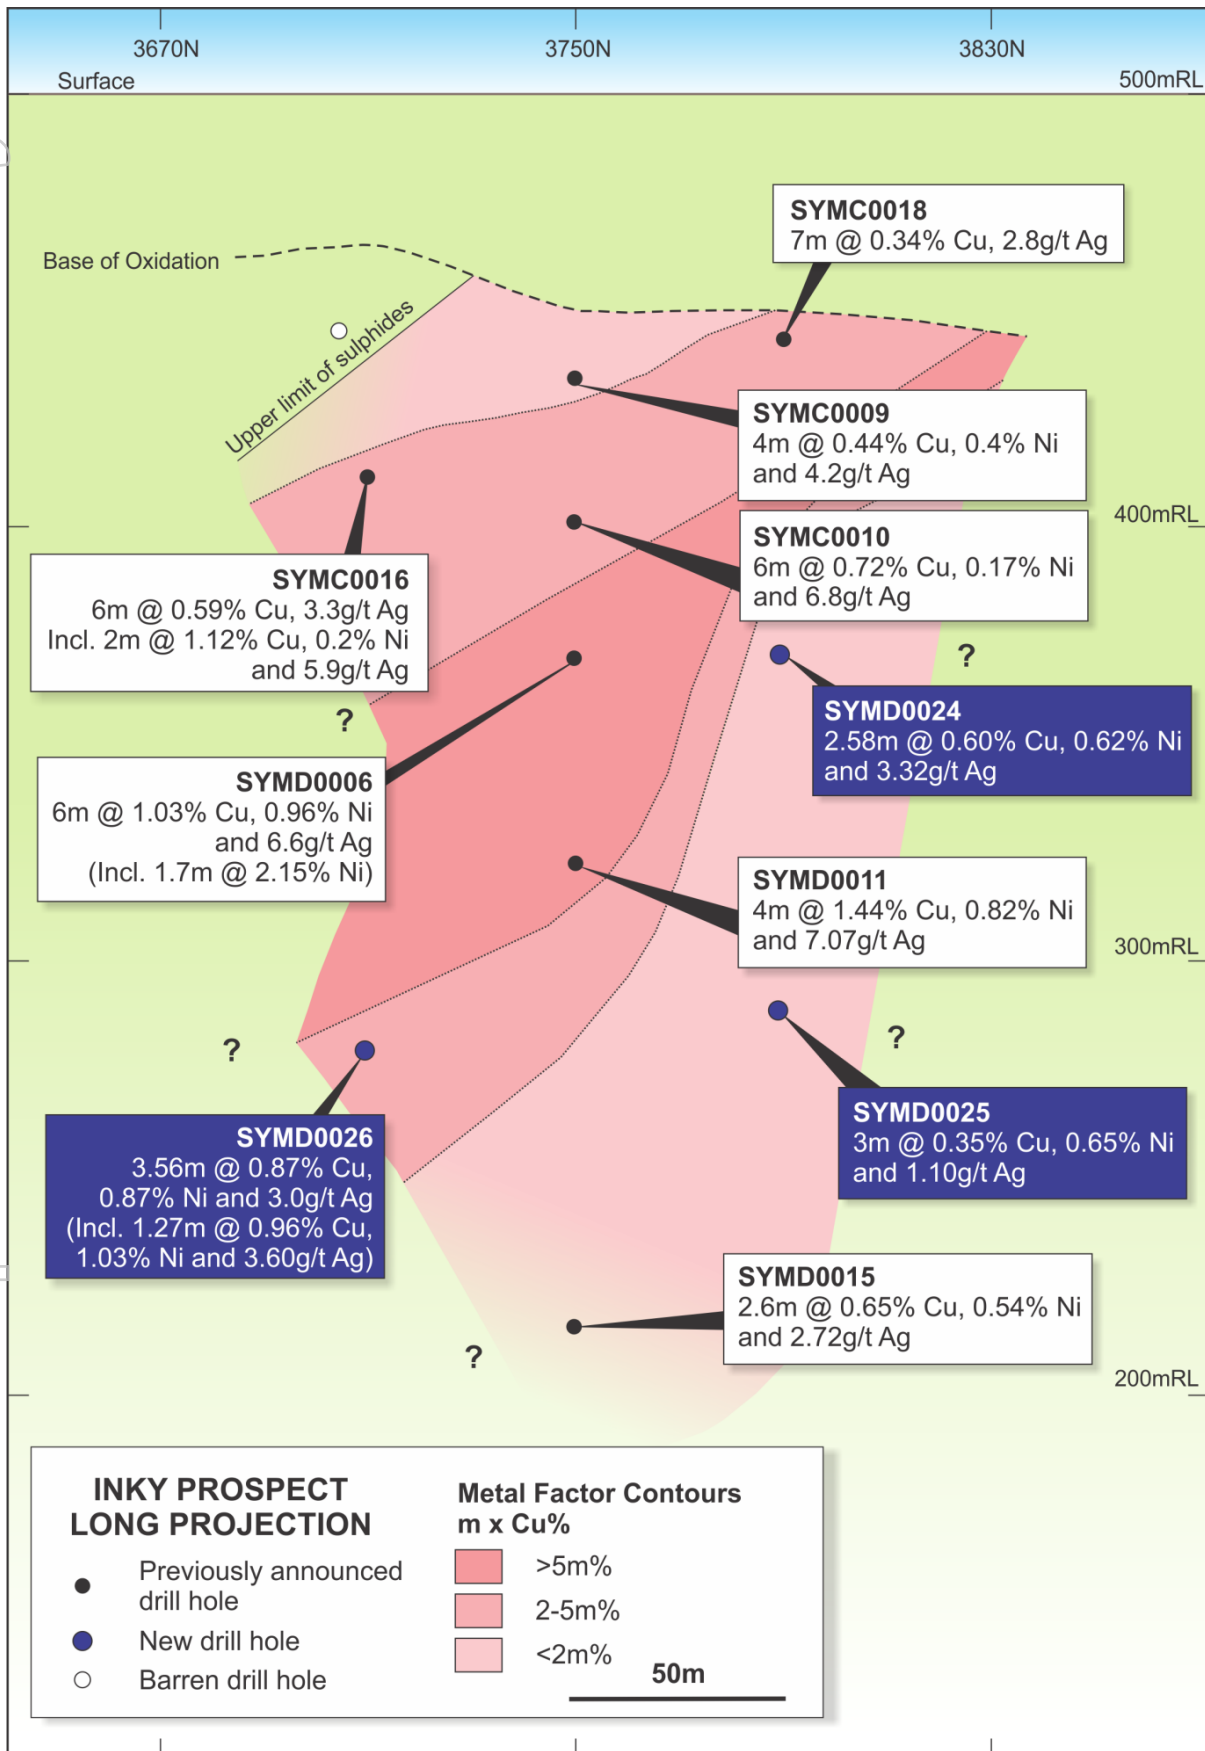 3670N
3750N
3830N
Surface
500mRL
SYMC0018
7m @ 0.34% Cu, 2.8g/t Ag
Base of Oxidation
Upper limit of sulphides
SYMC0009
4m @ 0.44% Cu, 0.4% Ni
and 4.2g/t Ag
400mRL
SYMC0010
6m @ 0.72% Cu, 0.17% Ni
and 6.8g/t Ag
SYMC0016
6m @ 0.59% Cu, 3.3g/t Ag
Incl. 2m @ 1.12% Cu, 0.2% Ni
and 5.9g/t Ag
?
?
SYMD0024
2.58m @ 0.60% Cu, 0.62% Ni
and 3.32g/t Ag
SYMD0006
6m @ 1.03% Cu, 0.96% Ni
and 6.6g/t Ag
(Incl. 1.7m @ 2.15% Ni)
SYMD0011
4m @ 1.44% Cu, 0.82% Ni
and 7.07g/t Ag
300mRL
?
?
SYMD0025
3m @ 0.35% Cu, 0.65% Ni
and 1.10g/t Ag
SYMD0026
3.56m @ 0.87% Cu,
0.87% Ni and 3.0g/t Ag
(Incl. 1.27m @ 0.96% Cu,
1.03% Ni and 3.60g/t Ag)
SYMD0015
2.6m @ 0.65% Cu, 0.54% Ni
and 2.72g/t Ag
?
200mRL
INKY PROSPECT
LONG PROJECTION
Previously announced
drill hole
New drill hole
Barren drill hole
Metal Factor Contours
m x Cu%
>5m%
2-5m%
<2m%
50m